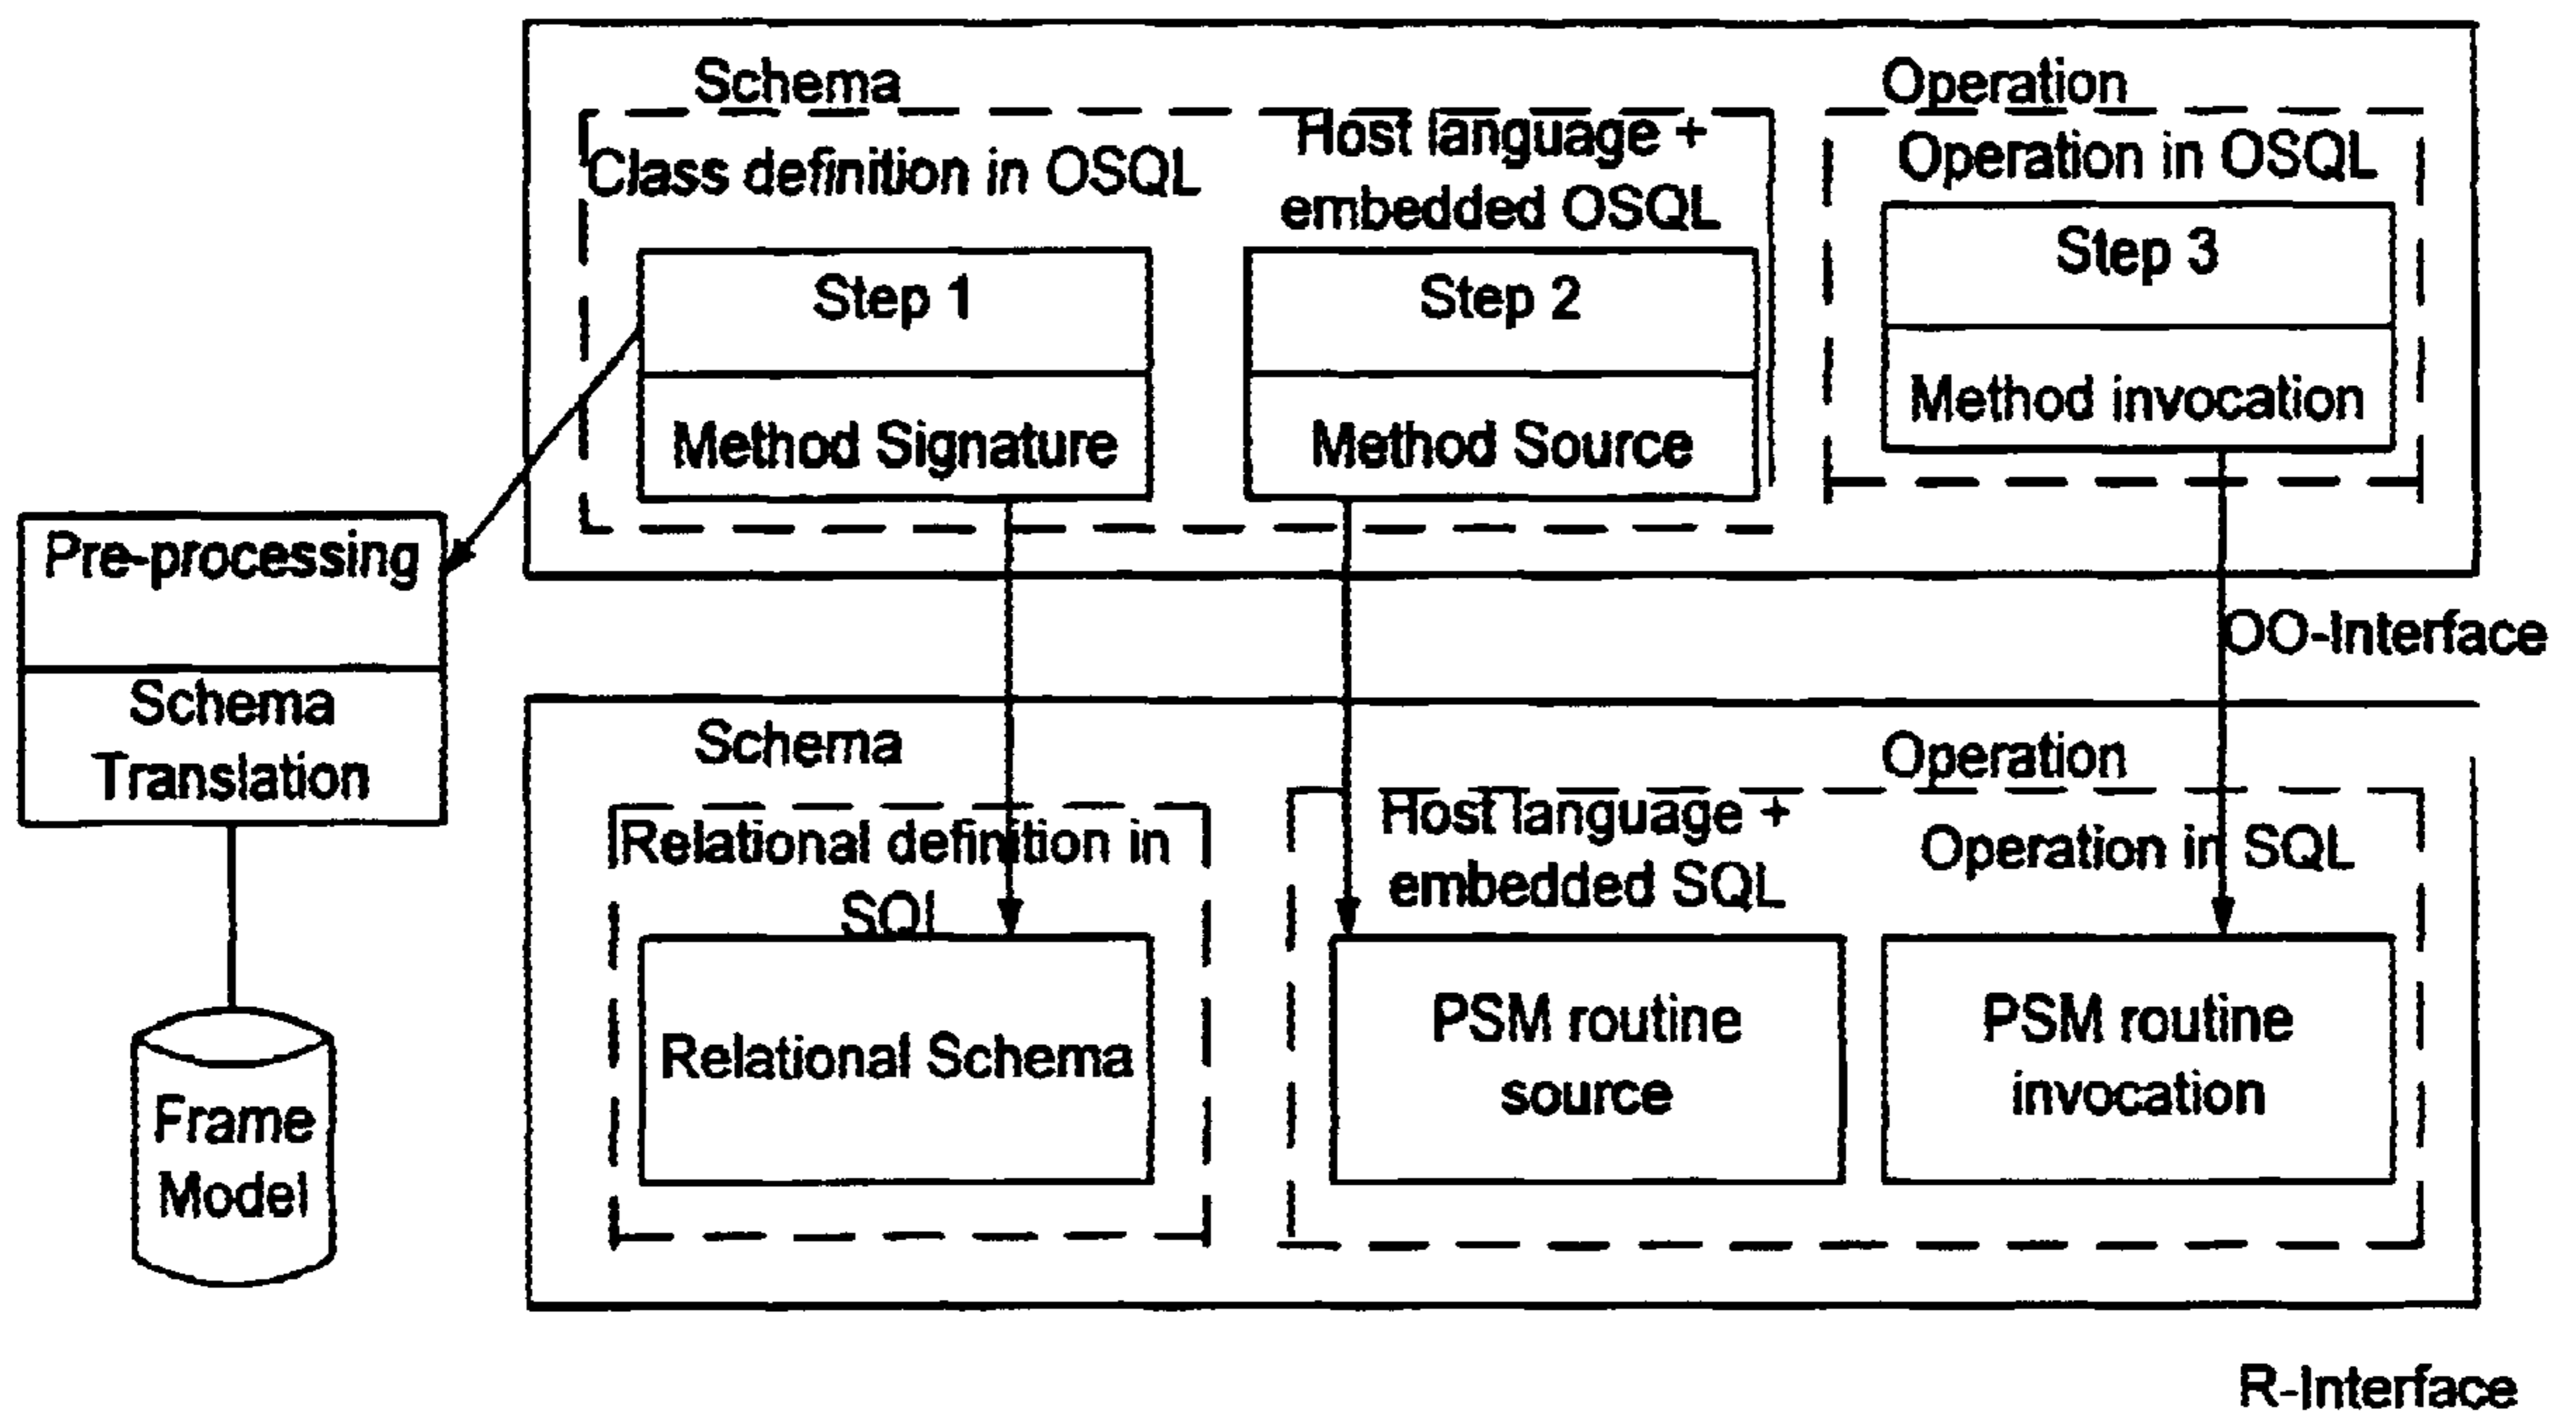 Schema
Operation
Class definition in OSQL
Host language +
embedded OSQL
Operation in OSQL
Step 1
Method Signature
Step 2
Method Source
Step 3
Method invocation
Pre-processing
Schema
Translation
Frame
Model
OO-Interface
Schema
Operation
Relational definition in
SQL
Host language +
embedded SQL
Operation in SQL
Relational Schema
PSM routine
source
PSM routine
invocation
R-Interface